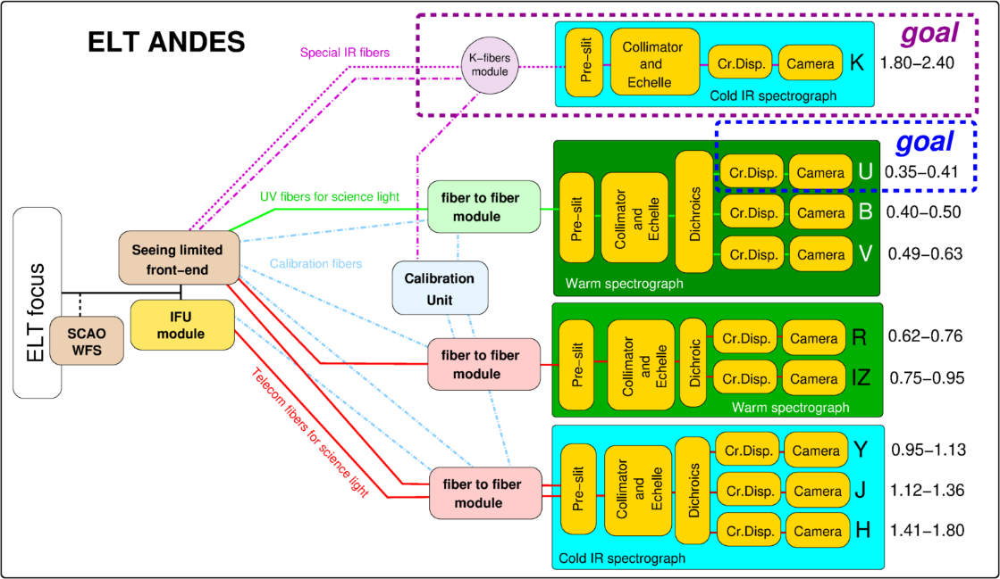 ELT ANDES
Special IR fibers
K−fibers
module
Pre−slit
Collimator
and
Echelle
Cr.Disp.
Camera
K
Cold IR spectrograph
goal
1.80−2.40
goal
UV fibers for science light
fiber to fiber
module
Pre−slit
Collimator
and
Echelle
Dichroics
Cr.Disp.
Camera
U
0.35−0.41
Cr.Disp.
Camera
B
0.40−0.50
Cr.Disp.
Camera
V
0.49−0.63
Warm spectrograph
ELT focus
Seeing limited
front−end
SCAO
WFS
IFU
module
Calibration fibers
Calibration
Unit
fiber to fiber
module
Pre−slit
Collimator
and
Echelle
Dichroic
Cr.Disp.
Camera
R
0.62−0.76
Cr.Disp.
Camera
IZ
0.75−0.95
Warm spectrograph
Telecom fibers for science light
fiber to fiber
module
Pre−slit
Collimator
and
Echelle
Dichroics
Cr.Disp.
Camera
Y
0.95−1.13
Cr.Disp.
Camera
J
1.12−1.36
Cr.Disp.
Camera
H
1.41−1.80
Cold IR spectrograph